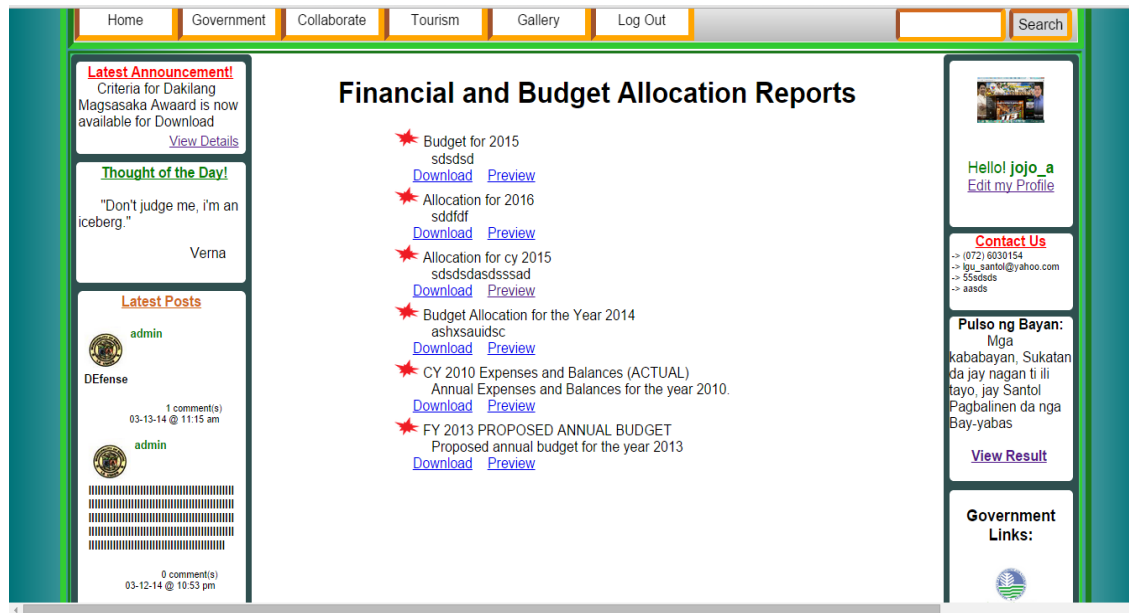 Home Government Collaborate Tourism Gallery Log Out Search
Latest Announcement!
Criteria for Dakilang
Magsasaka Awaard is now
available for Download
View Details
Thought of the Day!
"Don't judge me, i'm an
iceberg."
Verna
Latest Posts
admin
DEfense
1 comment(s)
03-13-14 @ 11:15 am
admin
0 comment(s)
03-12-14 @ 10:53 pm
Financial and Budget Allocation Reports
Budget for 2015
sdsdsd
Download Preview
Allocation for 2016
sddfdf
Download Preview
Allocation for cy 2015
sdsdsdasdsssad
Download Preview
Budget Allocation for the Year 2014
ashxsauidsc
Download Preview
CY 2010 Expenses and Balances (ACTUAL)
Annual Expenses and Balances for the year 2010.
Download Preview
FY 2013 PROPOSED ANNUAL BUDGET
Proposed annual budget for the year 2013
Download Preview
Hello! jojo_a
Edit my Profile
Contact Us
-> (072) 6030154
-> lgu_santol@yahoo.com
-> 55sdsds
-> aasds
Pulso ng Bayan:
Mga
kababayan, Sukatan
da jay nagan ti ili
tayo, jay Santol
Pagbalinen da nga
Bay-yabas
View Result
Government
Links: